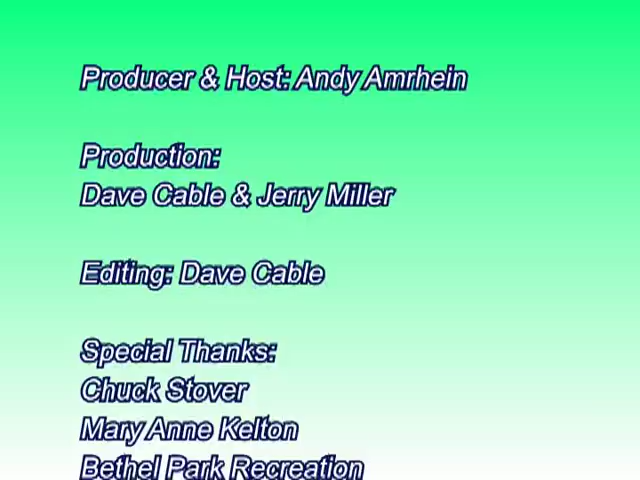 Producer & Host: Andy Amrhein
Production:
Dave Cable & Jerry Miller
Editing: Dave Cable
Special Thanks:
Chuck Stover
Mary Anne Kelton
Bethel Park Recreation